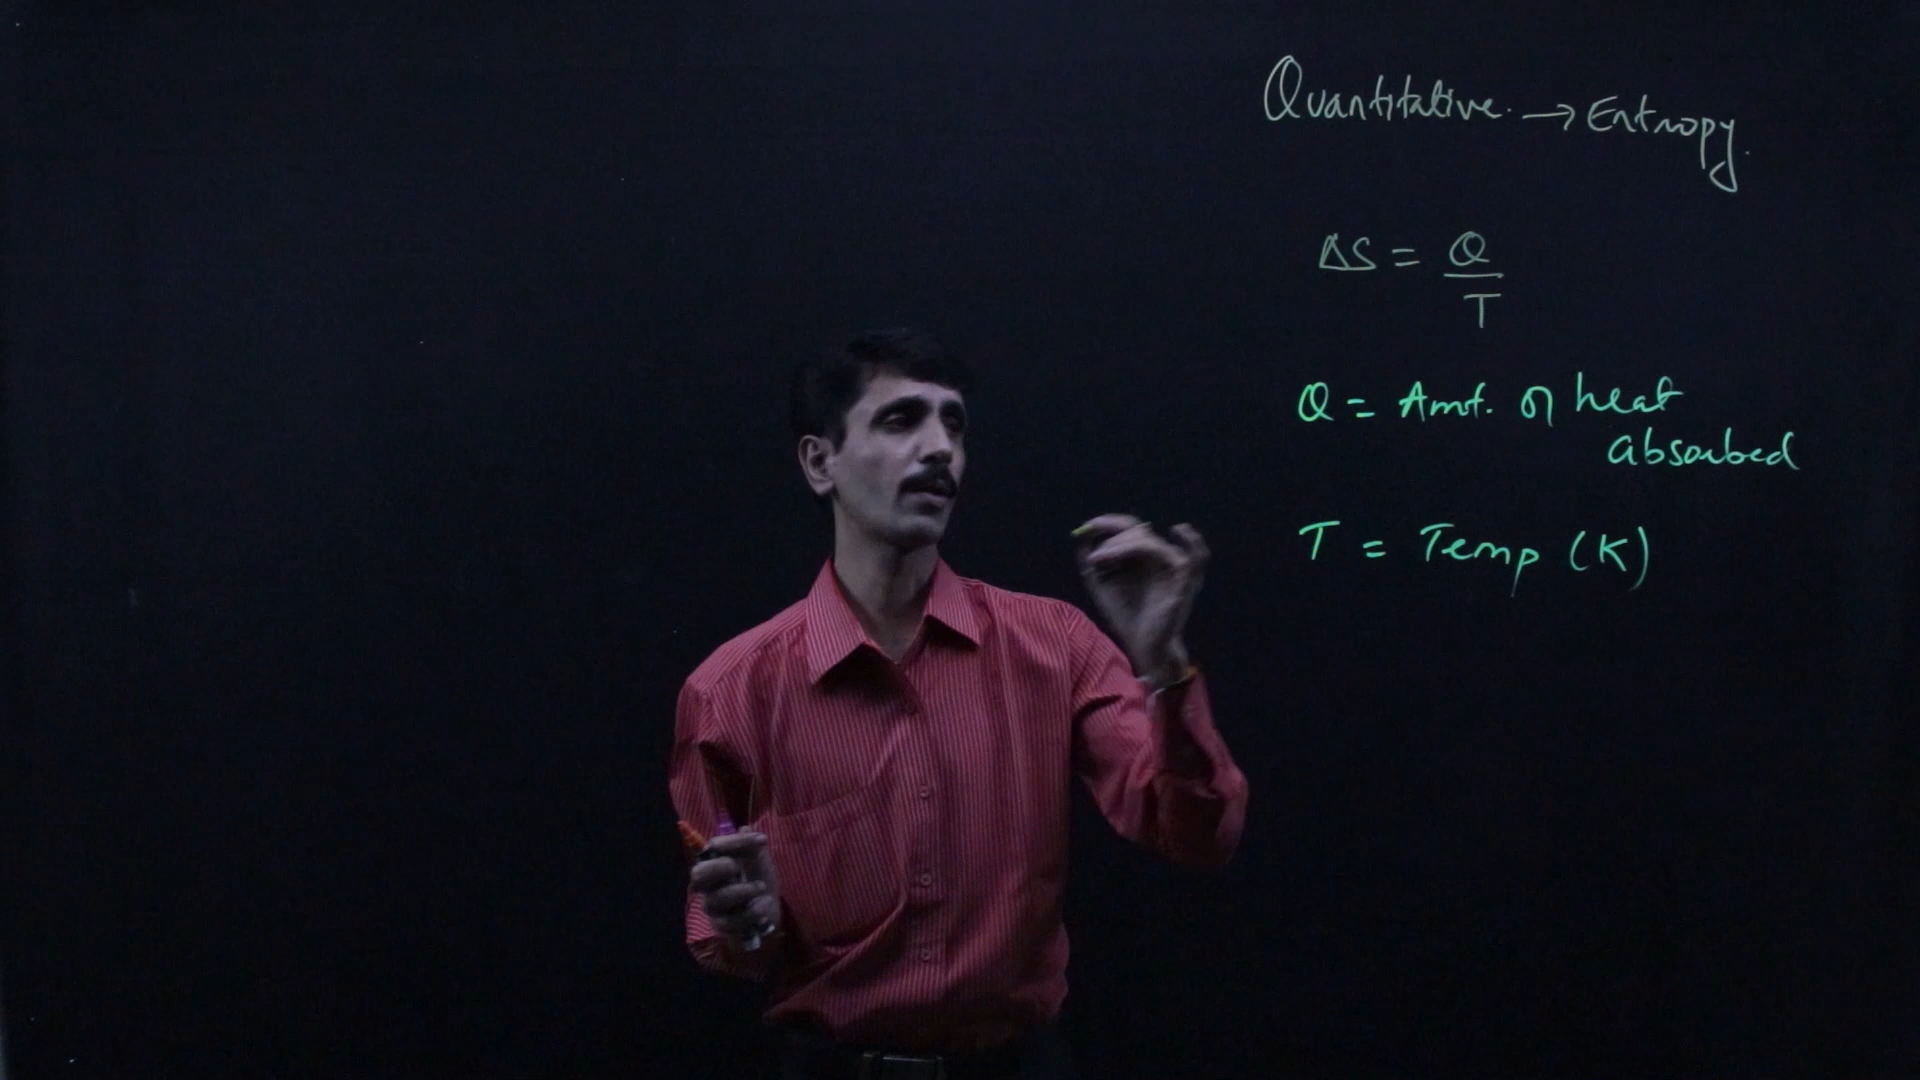 Quantitative. → Entropy.
ΔS = Q
T
Q = Amt. of heat
absorbed
T = Temp (K)